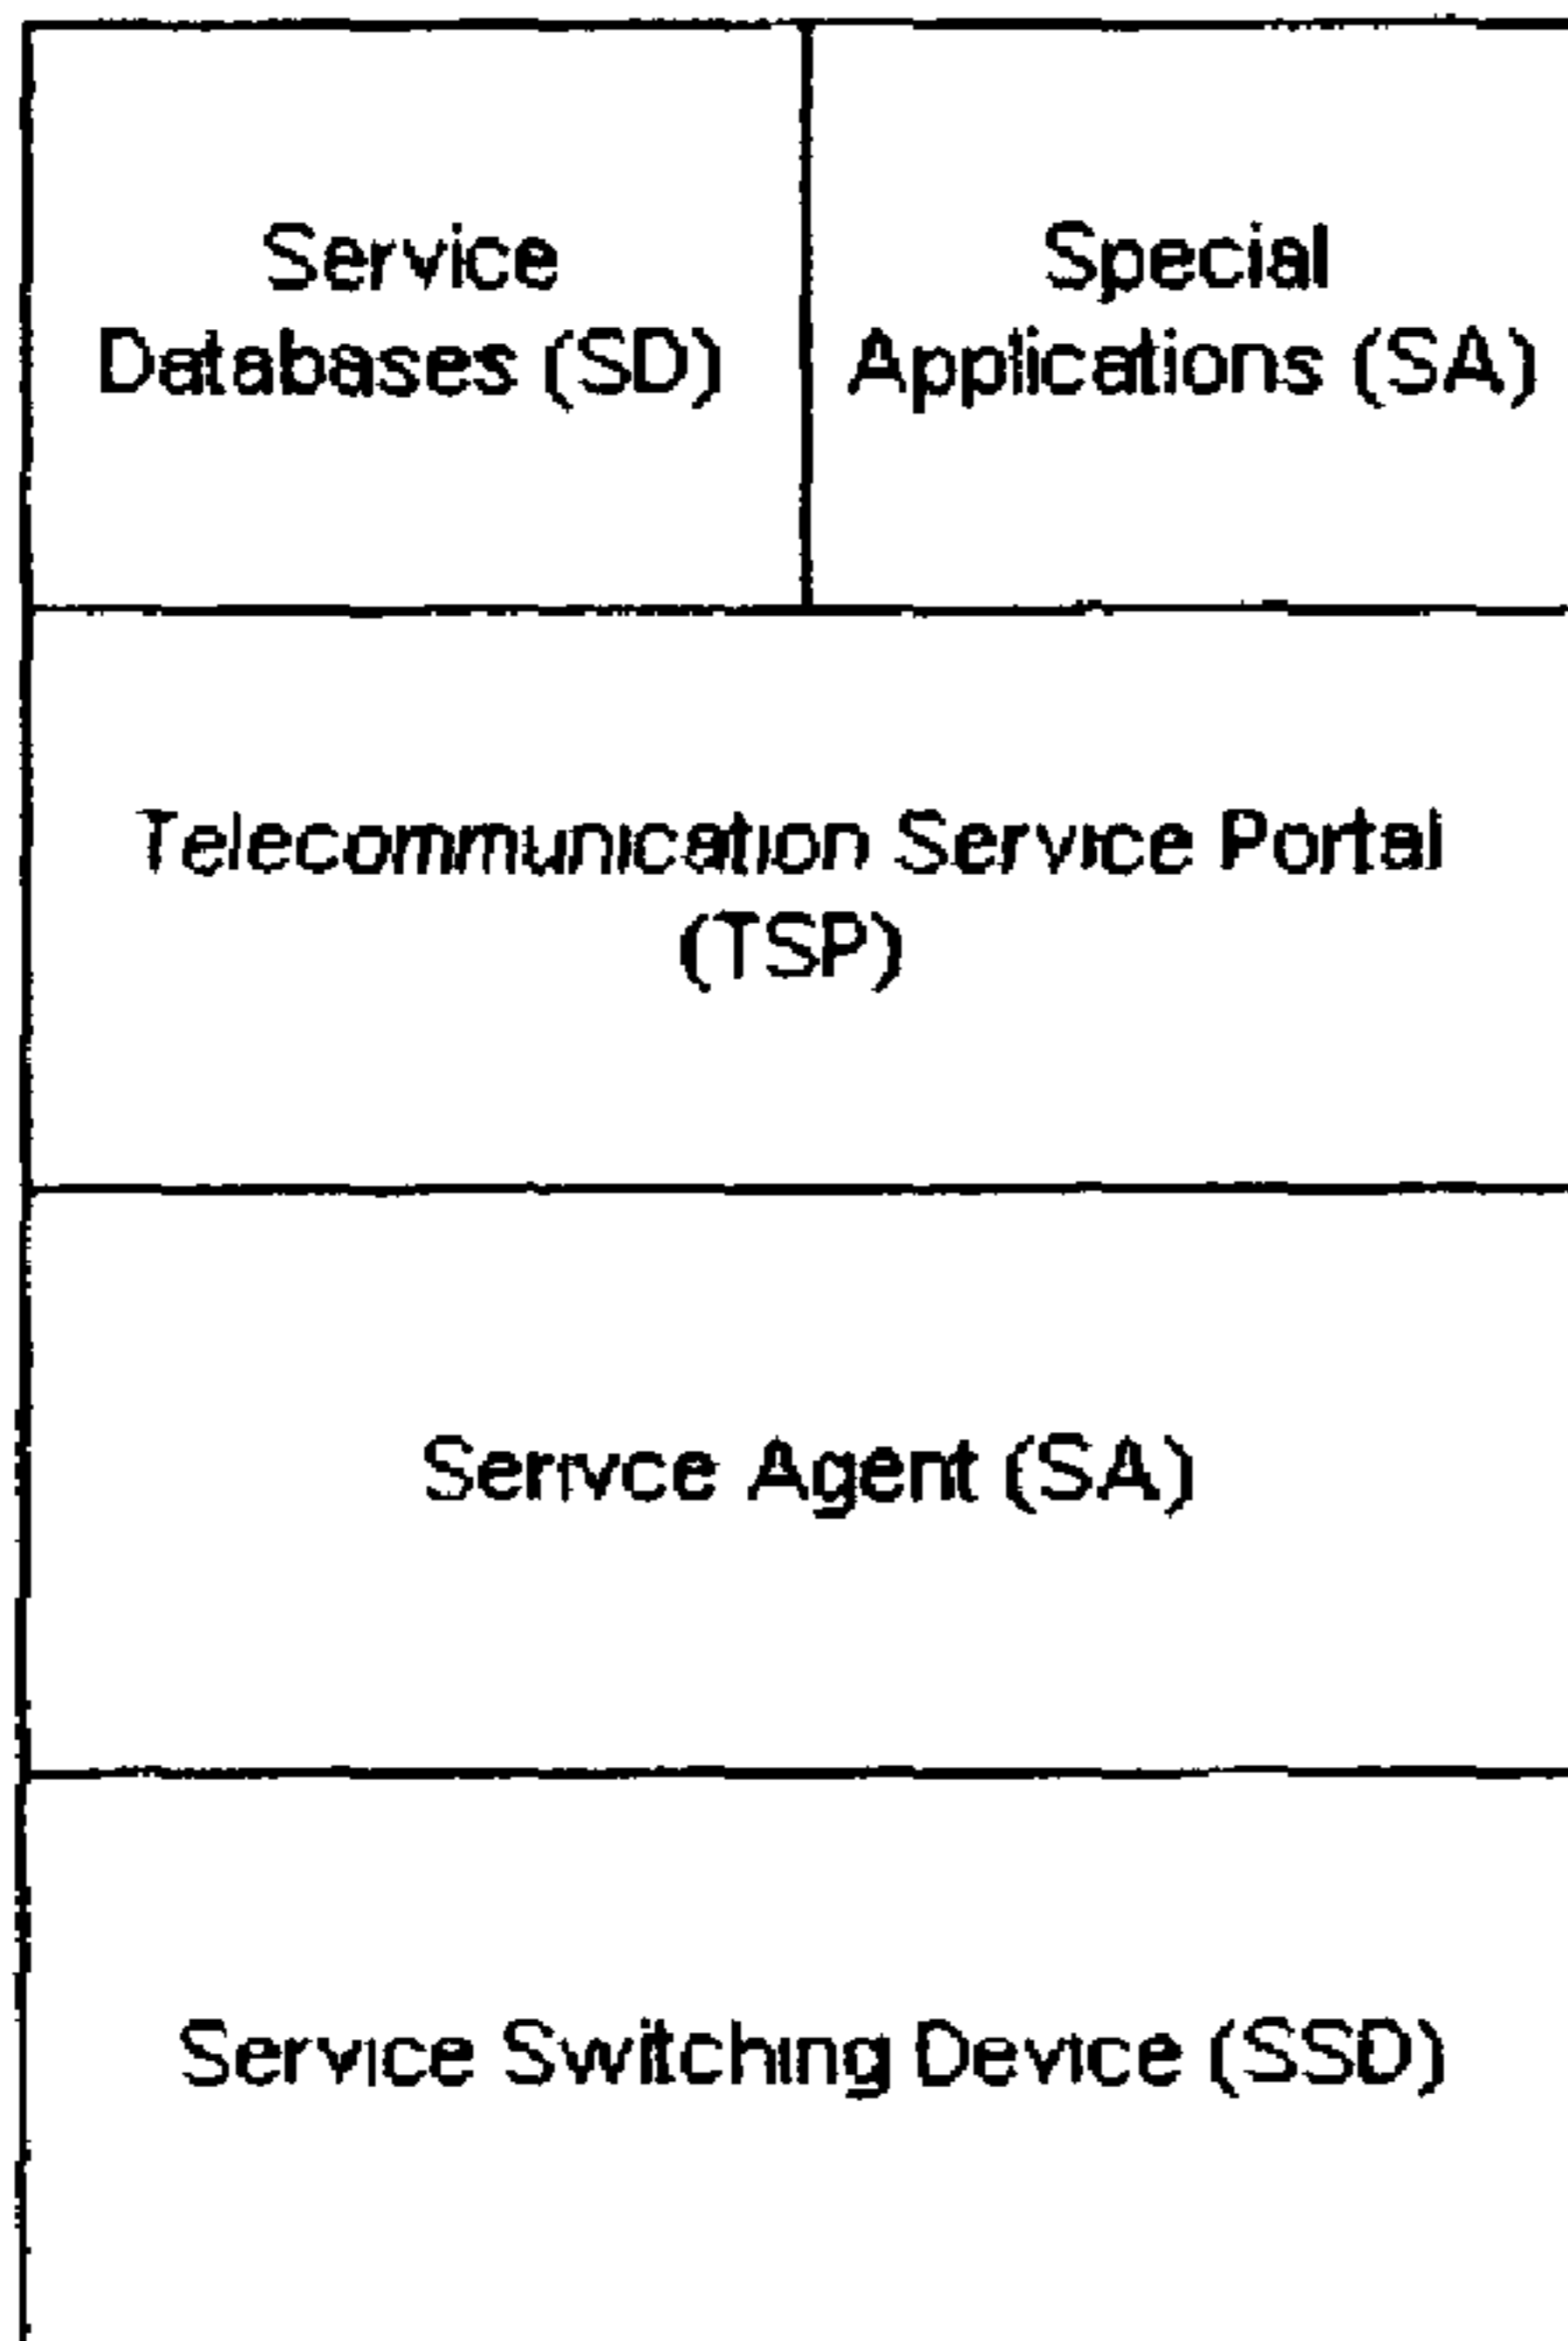 Service
Databases (SD)
Special
Applications (SA)
Telecommunication Service Portal
(TSP)
Serivce Agent (SA)
Service Switching Device (SSD)